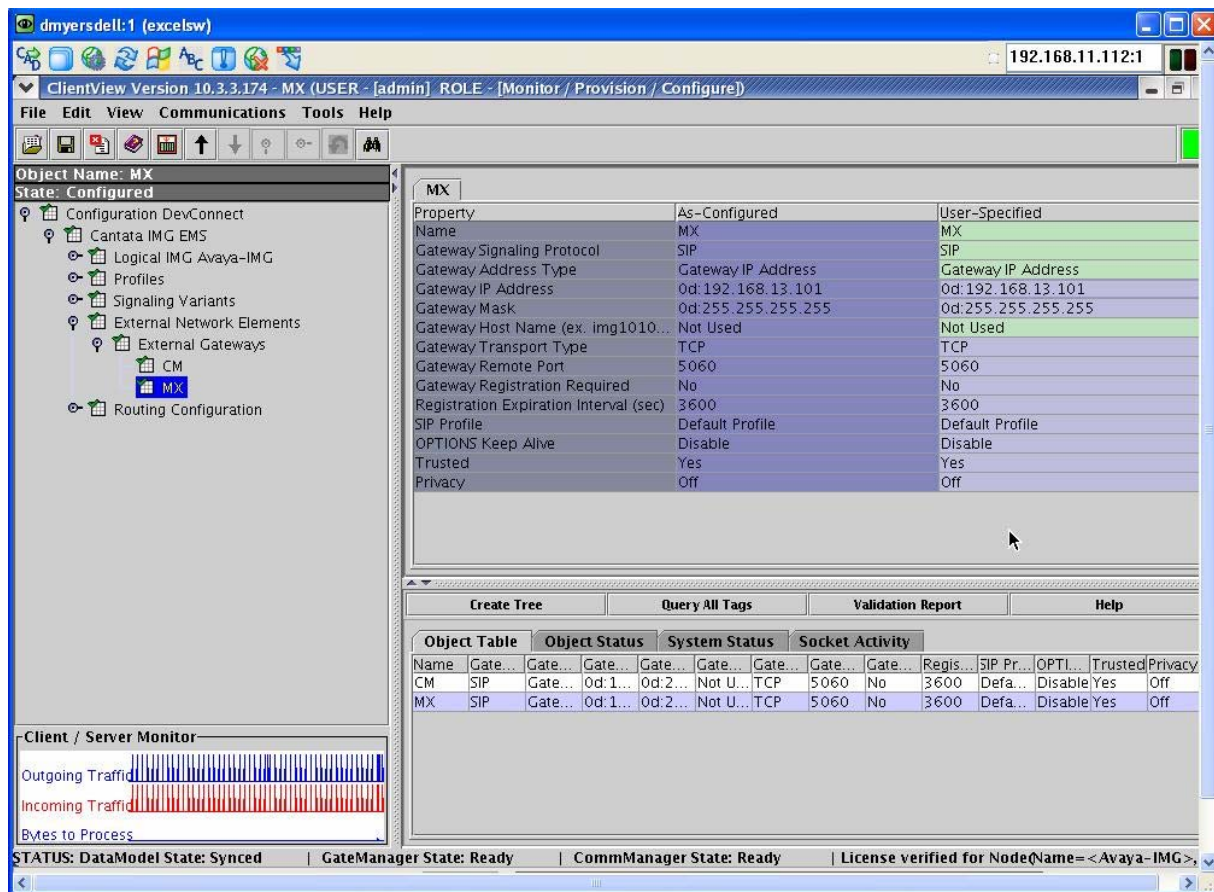 dmyersdell:1 (excelsw)
192.168.11.112:1
ClientView Version 10.3.3.174 - MX (USER - [admin] ROLE - [Monitor / Provision / Configure])
File Edit View Communications Tools Help
Object Name: MX
State: Configured
Configuration DevConnect
Cantata IMG EMS
Logical IMG Avaya-IMG
Profiles
Signaling Variants
External Network Elements
External Gateways
CM
MX
Routing Configuration
MX
Property As-Configured User-Specified
Name MX MX
Gateway Signaling Protocol SIP SIP
Gateway Address Type Gateway IP Address Gateway IP Address
Gateway IP Address 0d:192.168.13.101 0d:192.168.13.101
Gateway Mask 0d:255.255.255.255 0d:255.255.255.255
Gateway Host Name (ex. img1010... Not Used Not Used
Gateway Transport Type TCP TCP
Gateway Remote Port 5060 5060
Gateway Registration Required No No
Registration Expiration Interval (sec) 3600 3600
SIP Profile Default Profile Default Profile
OPTIONS Keep Alive Disable Disable
Trusted Yes Yes
Privacy Off Off
Create Tree Query All Tags Validation Report Help
Object Table Object Status System Status Socket Activity
Name Gate... Gate... Gate... Gate... Gate... Gate... Gate... Gate... Regis... SIP Pr... OPTI... Trusted Privacy
CM SIP Gate... 0d:1... 0d:2... Not U... TCP 5060 No 3600 Defa... Disable Yes Off
MX SIP Gate... 0d:1... 0d:2... Not U... TCP 5060 No 3600 Defa... Disable Yes Off
Client / Server Monitor
Outgoing Traffic
Incoming Traffic
Bytes to Process
STATUS: DataModel State: Synced | GateManager State: Ready | CommManager State: Ready | License verified for Node(Name=<Avaya-IMG>,